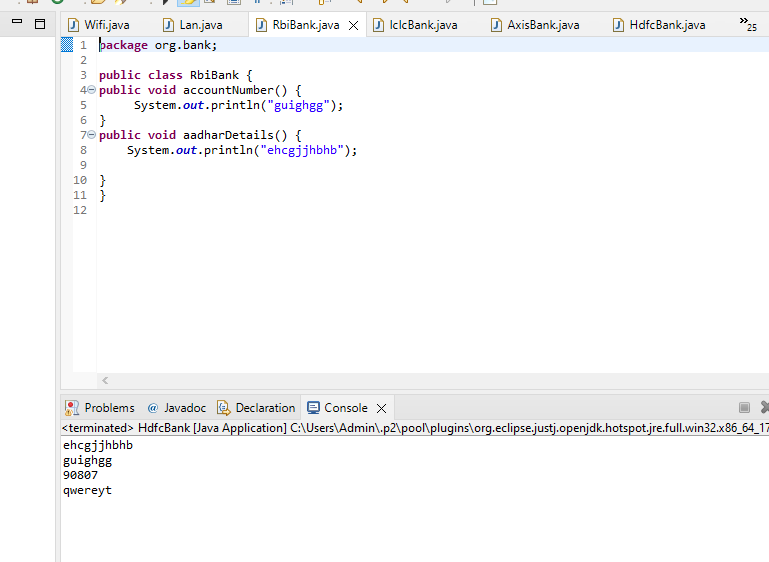 Wifi.java Lan.java RbiBank.java IcIcBank.java AxisBank.java HdfcBank.java »25
1 package org.bank;
2
3 public class RbiBank {
4 public void accountNumber() {
5 System.out.println("guighgg");
6 }
7 public void aadharDetails() {
8 System.out.println("ehcgjjhbhb");
9
10 }
11 }
12
Problems @ Javadoc Declaration Console
<terminated> HdfcBank [Java Application] C:\Users\Admin\.p2\pool\plugins\org.eclipse.justj.openjdk.hotspot.jre.full.win32.x86_64_17
ehcgjjhbhb
guighgg
90807
qwereyt